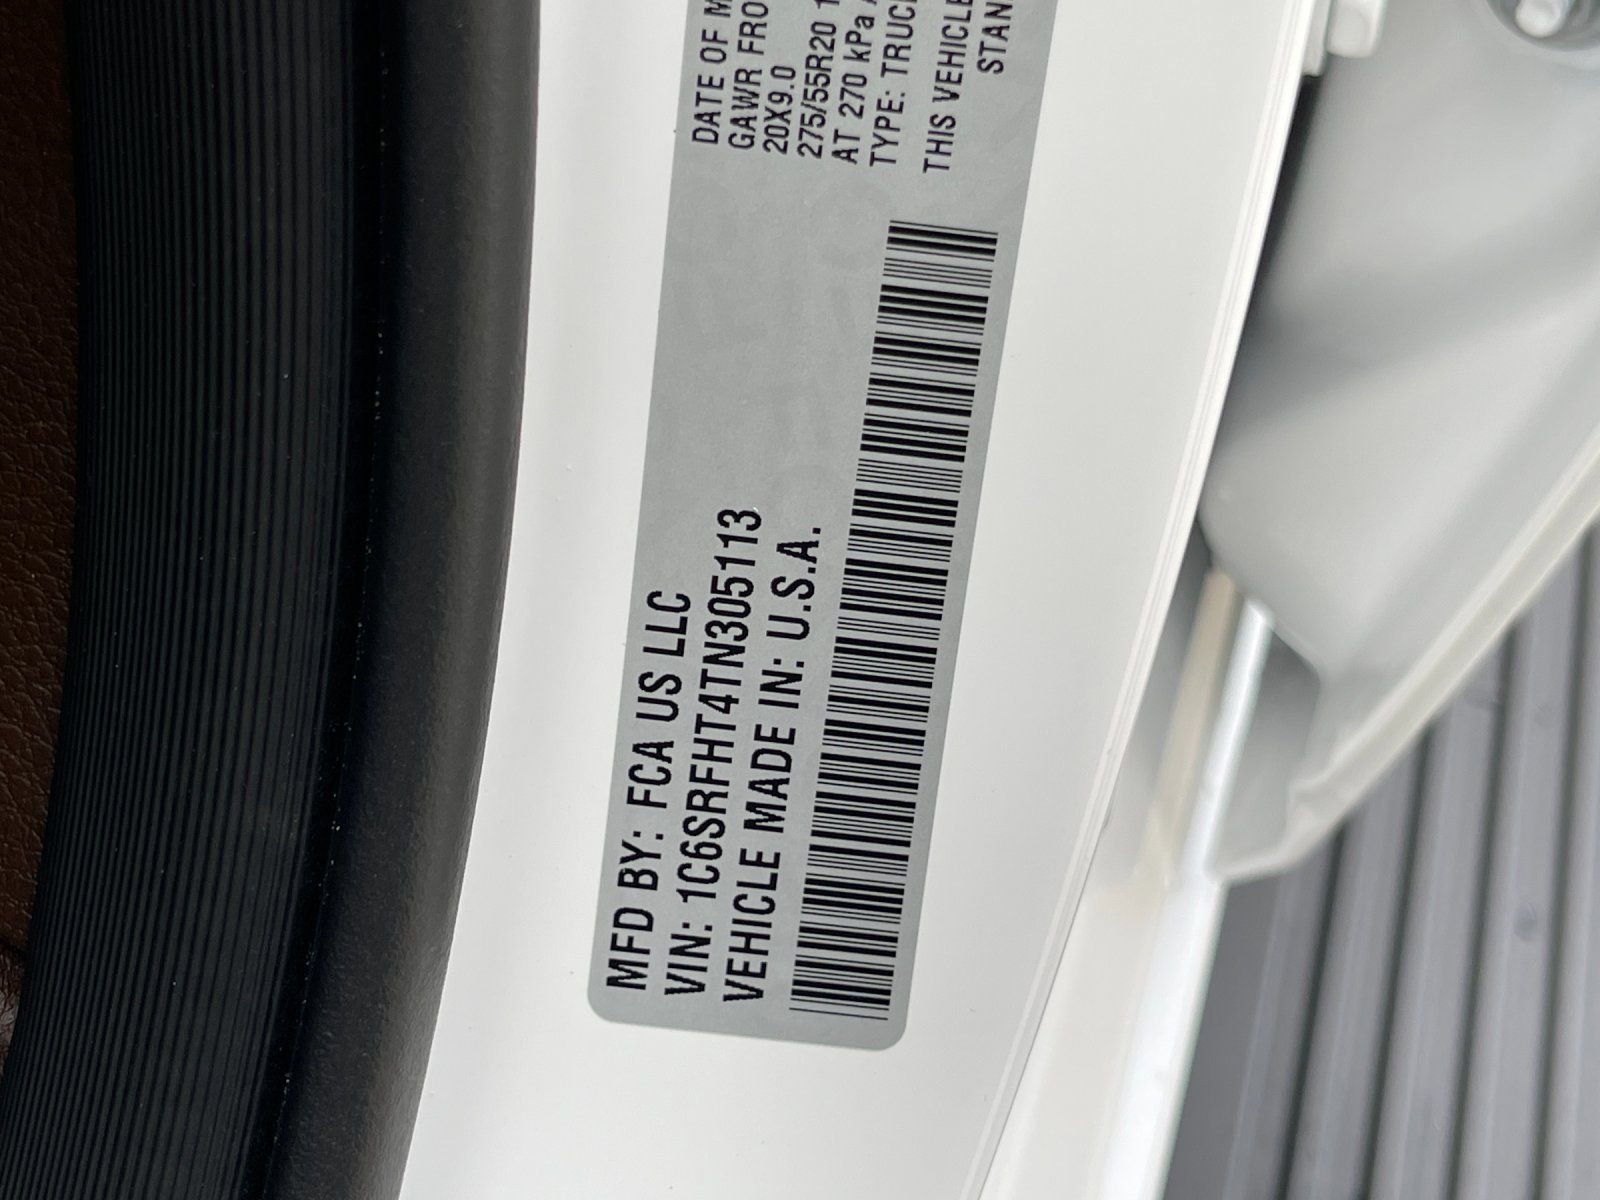 MFD BY: FCA US LLC
VIN: 1C6SRFHT4TN305113
VEHICLE MADE IN: U.S.A.
DATE OF M
GAWR FRO
20X9.0
275/55R20 1
AT 270 kPa
TYPE: TRUC
THIS VEHICLE
STAN